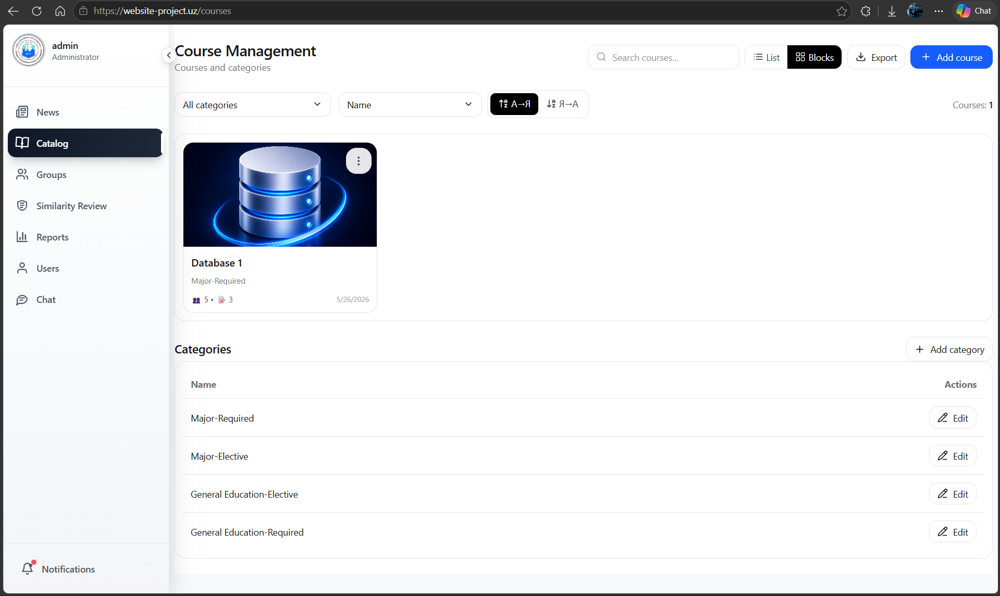 https://website-project.uz/courses
Chat
admin
Administrator
News
Catalog
Groups
Similarity Review
Reports
Users
Chat
Notifications
Course Management
Courses and categories
Search courses...
List
Blocks
Export
Add course
All categories
Name
А→Я
Я→А
Courses: 1
Database 1
Major-Required
5 • 3
5/26/2026
Categories
Add category
Name Actions
Major-Required Edit
Major-Elective Edit
General Education-Elective Edit
General Education-Required Edit